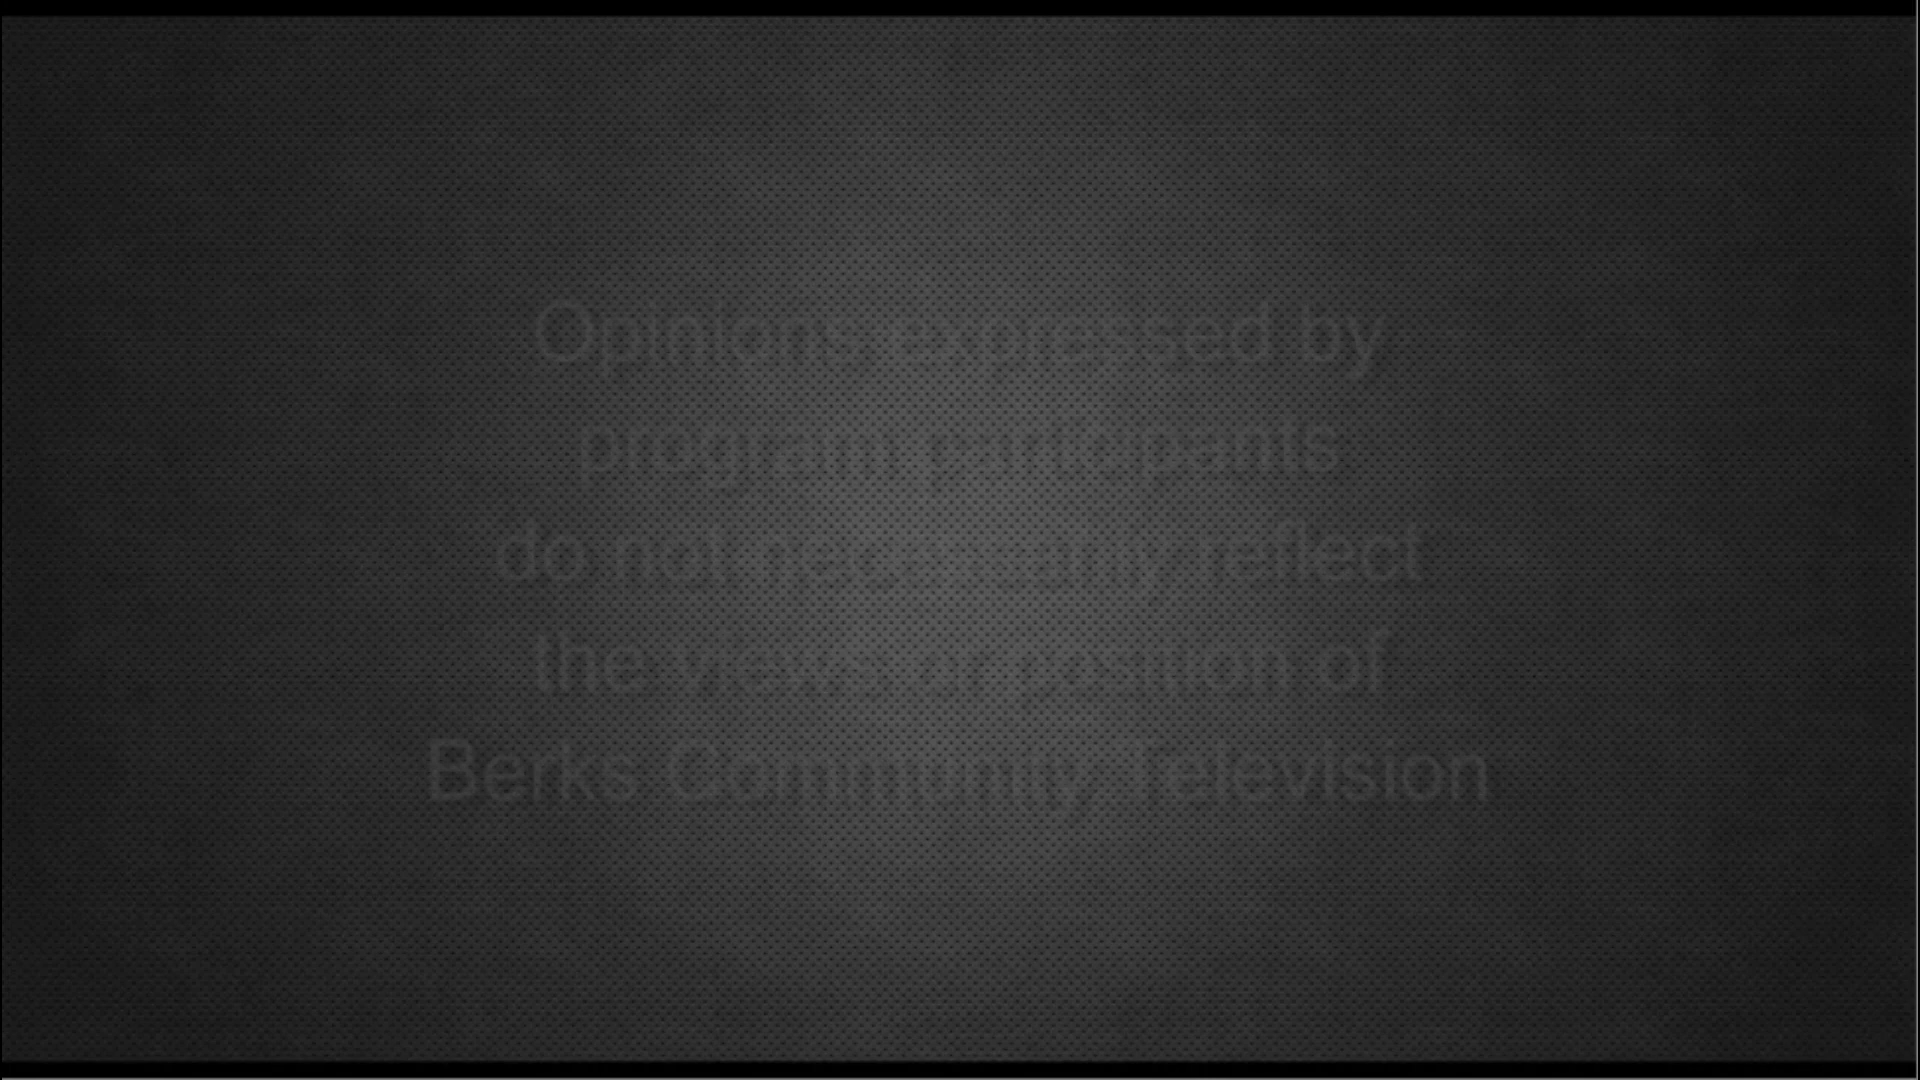 Opinions expressed by
program participants
do not necessarily reflect
the views or position of
Berks Community Television